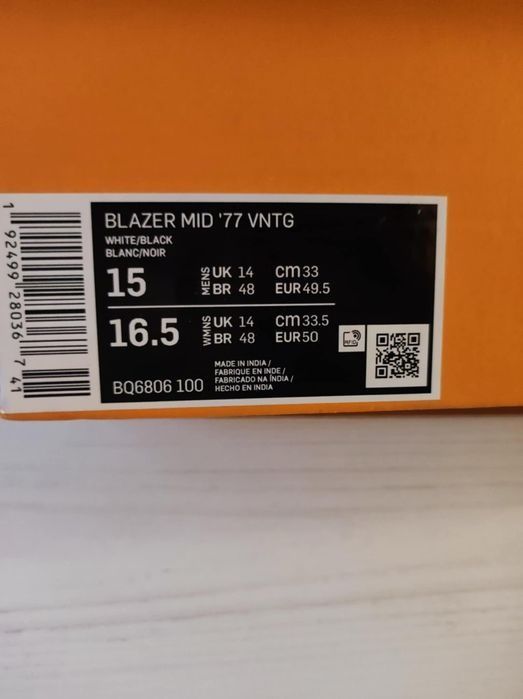 1 92499 28036 7 41
BLAZER MID '77 VNTG
WHITE/BLACK
BLANC/NOIR
15 MENS UK 14 cm 33
BR 48 EUR 49.5
16.5 WMNS UK 14 cm 33.5
BR 48 EUR 50
RFID
BQ6806 100
MADE IN INDIA /
FABRIQUE EN INDE /
FABRICADO NA ÍNDIA /
HECHO EN INDIA